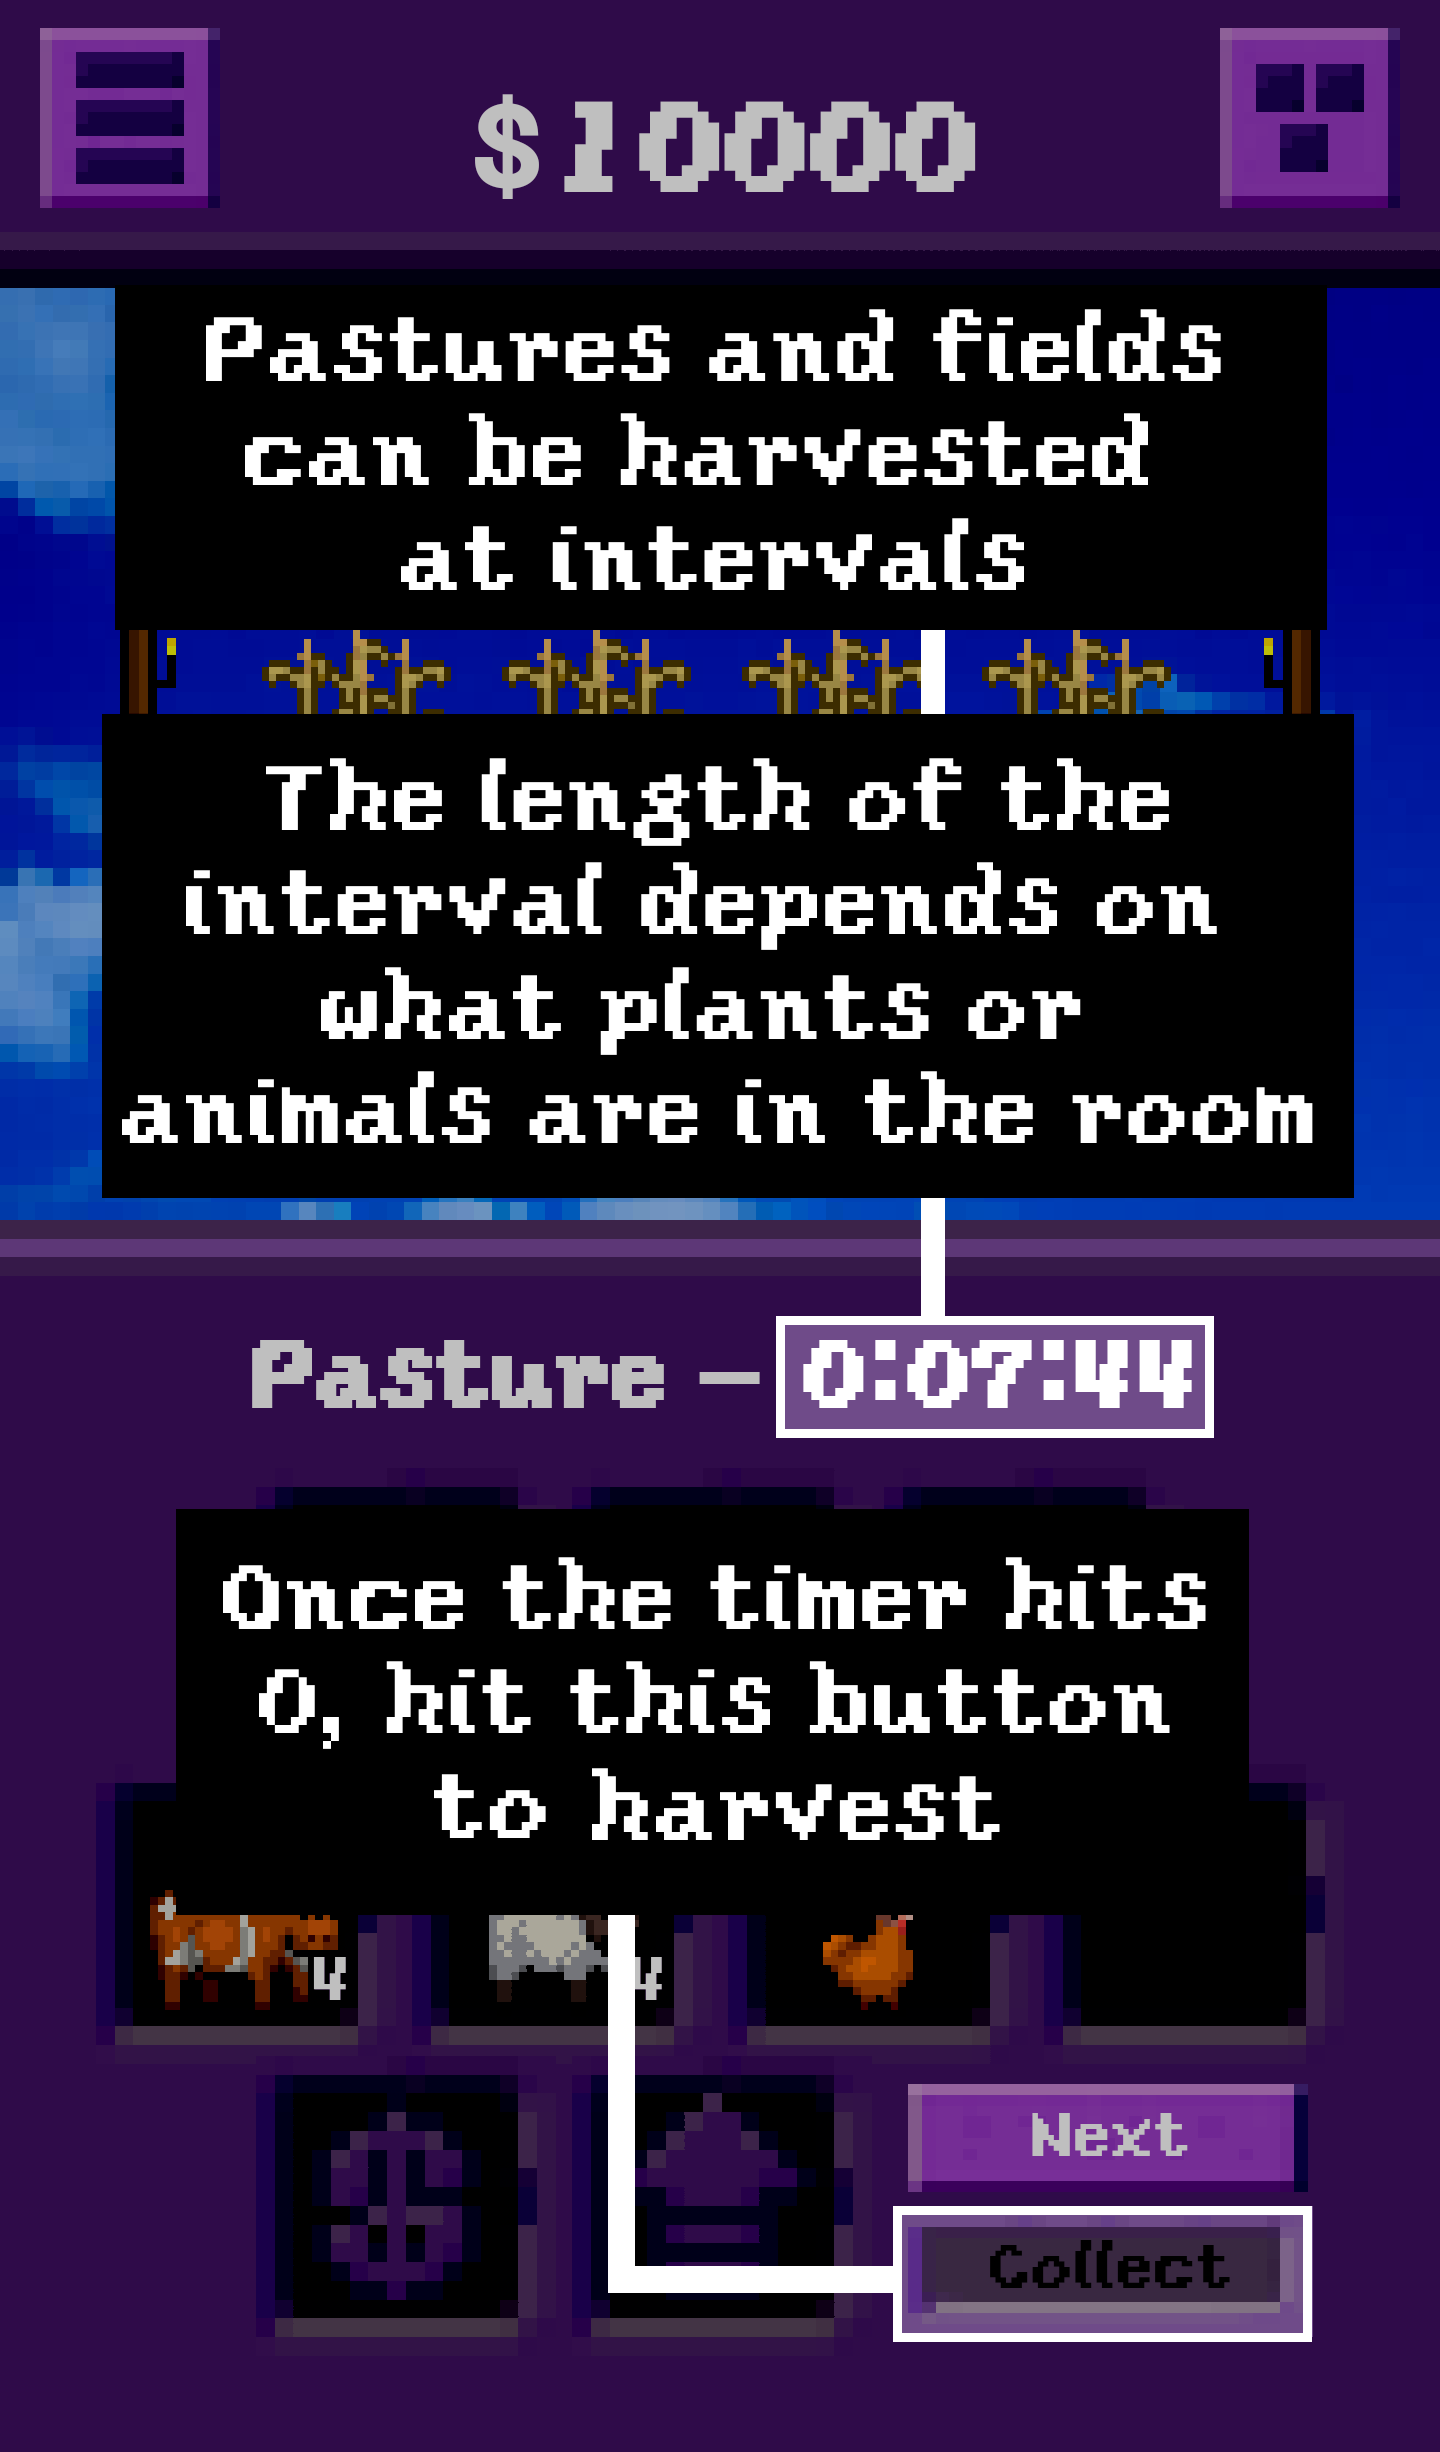 $10000
Pastures and fields
can be harvested
at intervals
The length of the
interval depends on
what plants or
animals are in the room
Pasture - 0:07:44
Once the timer hits
0, hit this button
to harvest
4 4
Next
Collect